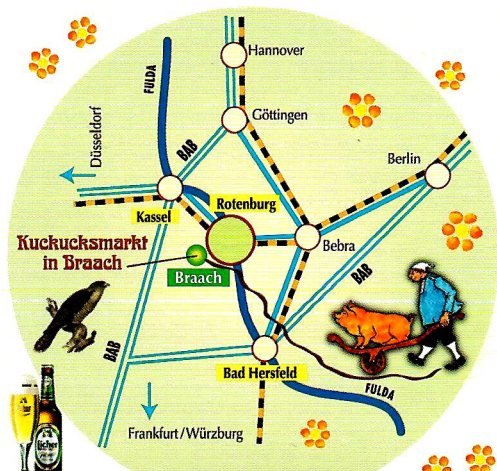 Hannover
FULDA
Göttingen
Düsseldorf
BAB
Berlin
Kassel
Rotenburg
Bebra
Kuckucksmarkt
in Braach
Braach
BAB
BAB
Bad Hersfeld
FULDA
Frankfurt/Würzburg